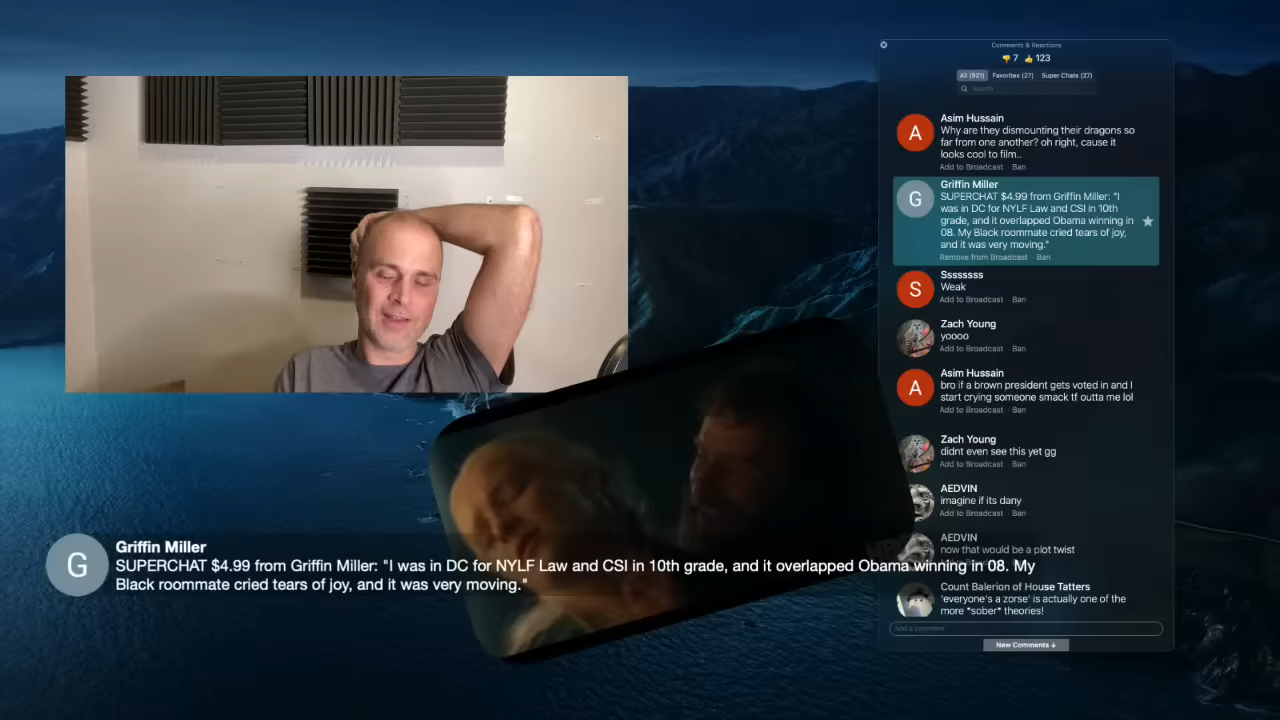 Comments & Reactions
👎 7 👍 123
All (921) Favorites (27) Super Chats (27)
Search
A
Asim Hussain
Why are they dismounting their dragons so
far from one another? oh right, cause it
looks cool to film..
Add to Broadcast · Ban
G
Griffin Miller
SUPERCHAT $4.99 from Griffin Miller: "I
was in DC for NYLF Law and CSI in 10th
grade, and it overlapped Obama winning in
08. My Black roommate cried tears of joy,
and it was very moving."
Remove from Broadcast · Ban
S
Sssssss
Weak
Add to Broadcast · Ban
Zach Young
yoooo
Add to Broadcast · Ban
A
Asim Hussain
bro if a brown president gets voted in and I
start crying someone smack tf outta me lol
Add to Broadcast · Ban
Zach Young
didnt even see this yet gg
Add to Broadcast · Ban
AEDVIN
imagine if its dany
Add to Broadcast · Ban
AEDVIN
now that would be a plot twist
Add to Broadcast · Ban
Count Balerion of House Tatters
'everyone's a zorse' is actually one of the
more *sober* theories!
Add a comment
New Comments ↓
G
Griffin Miller
SUPERCHAT $4.99 from Griffin Miller: "I was in DC for NYLF Law and CSI in 10th grade, and it overlapped Obama winning in 08. My
Black roommate cried tears of joy, and it was very moving."